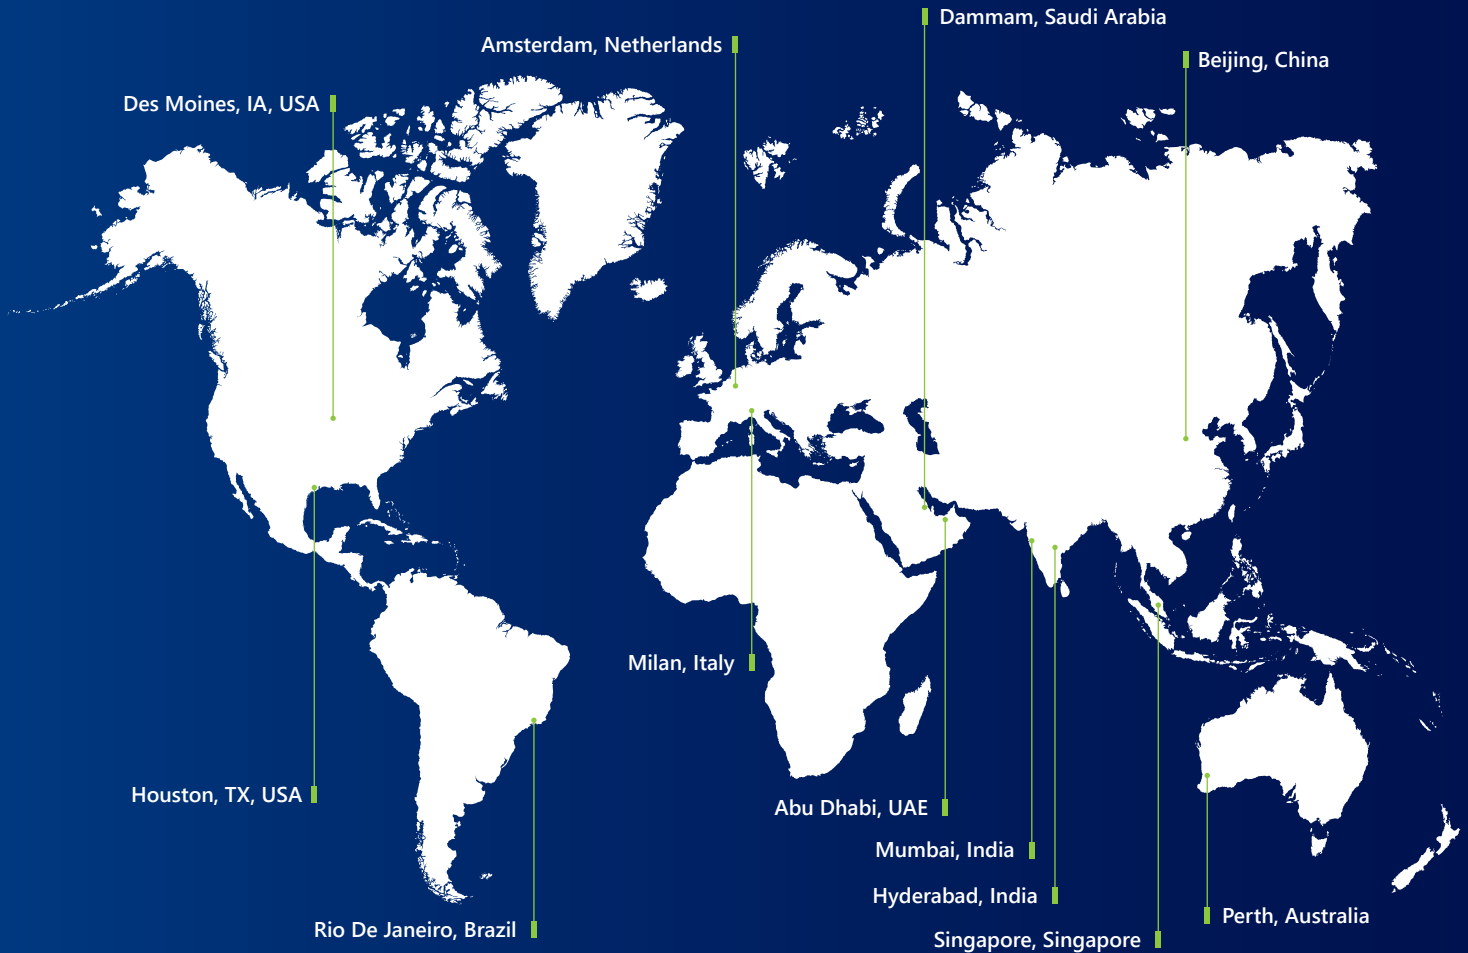 Dammam, Saudi Arabia
Amsterdam, Netherlands
Beijing, China
Des Moines, IA, USA
Milan, Italy
Houston, TX, USA
Abu Dhabi, UAE
Mumbai, India
Hyderabad, India
Perth, Australia
Rio De Janeiro, Brazil
Singapore, Singapore